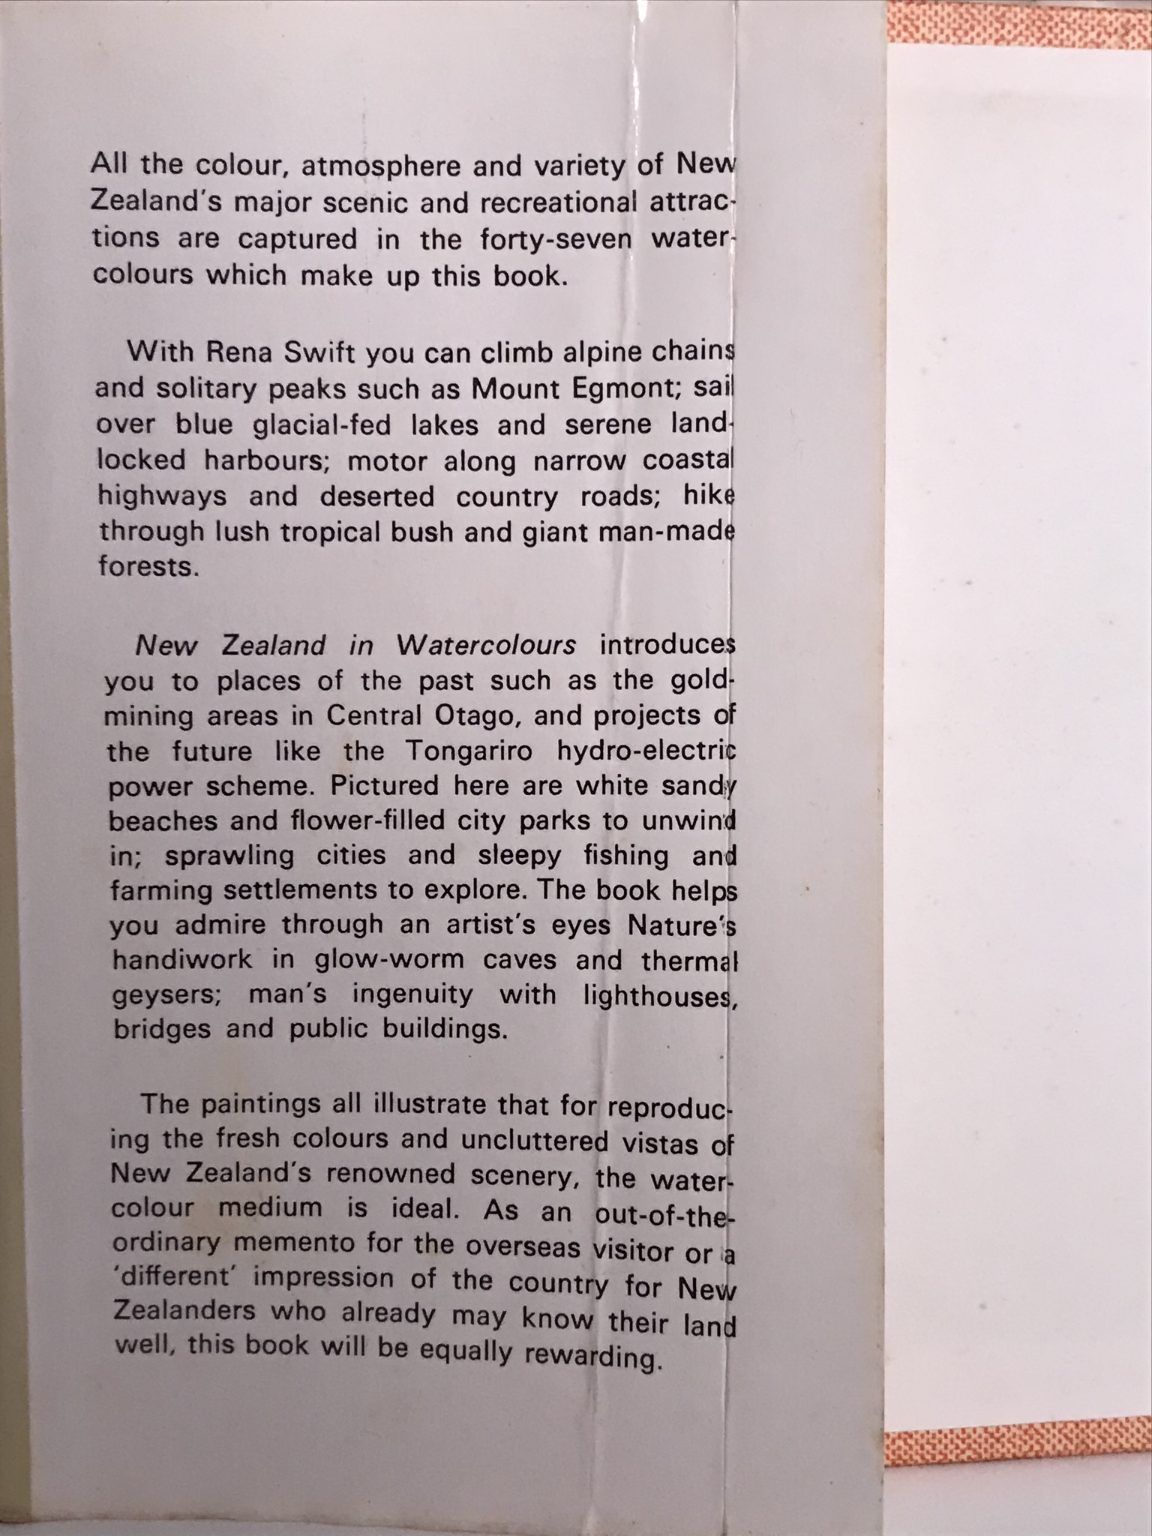 All the colour, atmosphere and variety of New
Zealand's major scenic and recreational attrac-
tions are captured in the forty-seven water-
colours which make up this book.
With Rena Swift you can climb alpine chains
and solitary peaks such as Mount Egmont; sail
over blue glacial-fed lakes and serene land-
locked harbours; motor along narrow coastal
highways and deserted country roads; hike
through lush tropical bush and giant man-made
forests.
New Zealand in Watercolours introduces
you to places of the past such as the gold-
mining areas in Central Otago, and projects of
the future like the Tongariro hydro-electric
power scheme. Pictured here are white sandy
beaches and flower-filled city parks to unwind
in; sprawling cities and sleepy fishing and
farming settlements to explore. The book helps
you admire through an artist's eyes Nature's
handiwork in glow-worm caves and thermal
geysers; man's ingenuity with lighthouses,
bridges and public buildings.
The paintings all illustrate that for reproduc-
ing the fresh colours and uncluttered vistas of
New Zealand's renowned scenery, the water-
colour medium is ideal. As an out-of-the-
ordinary memento for the overseas visitor or a
'different' impression of the country for New
Zealanders who already may know their land
well, this book will be equally rewarding.